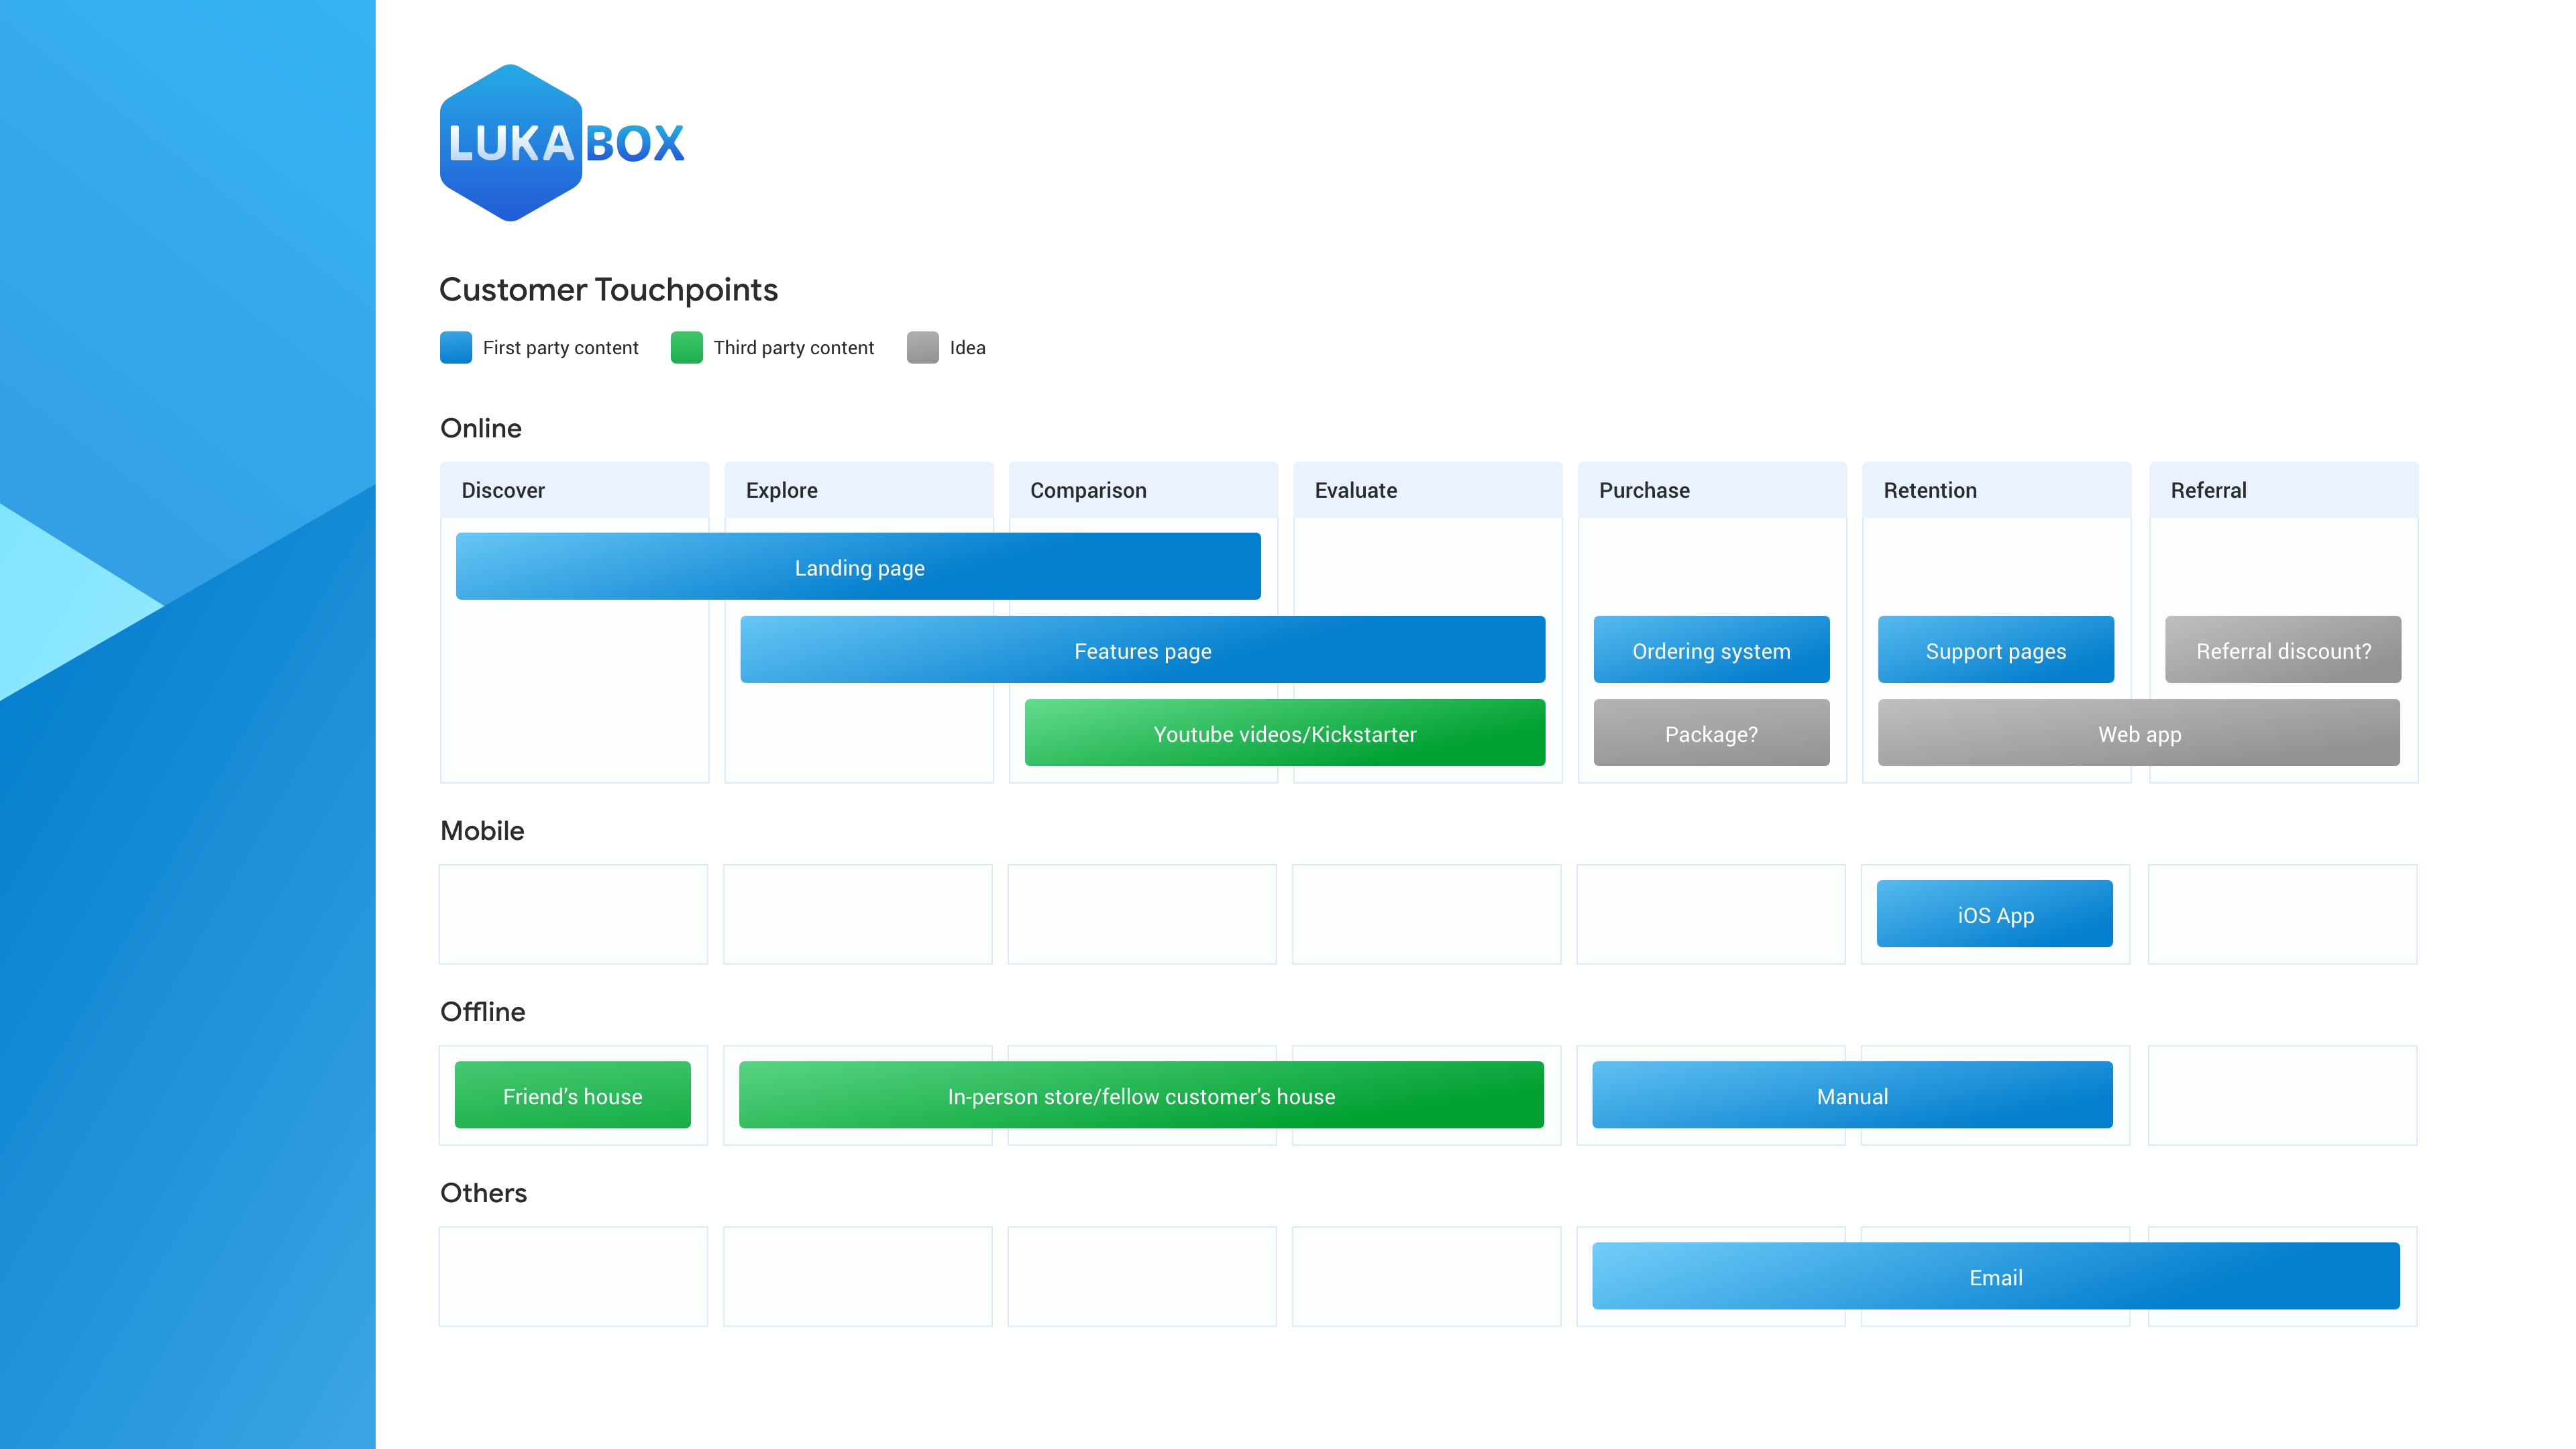 LUKABOX
Customer Touchpoints
First party content Third party content Idea
Online
Discover Explore Comparison Evaluate Purchase Retention Referral
Landing page
Features page Ordering system Support pages Referral discount?
Youtube videos/Kickstarter Package? Web app
Mobile
iOS App
Offline
Friend’s house In-person store/fellow customer’s house Manual
Others
Email